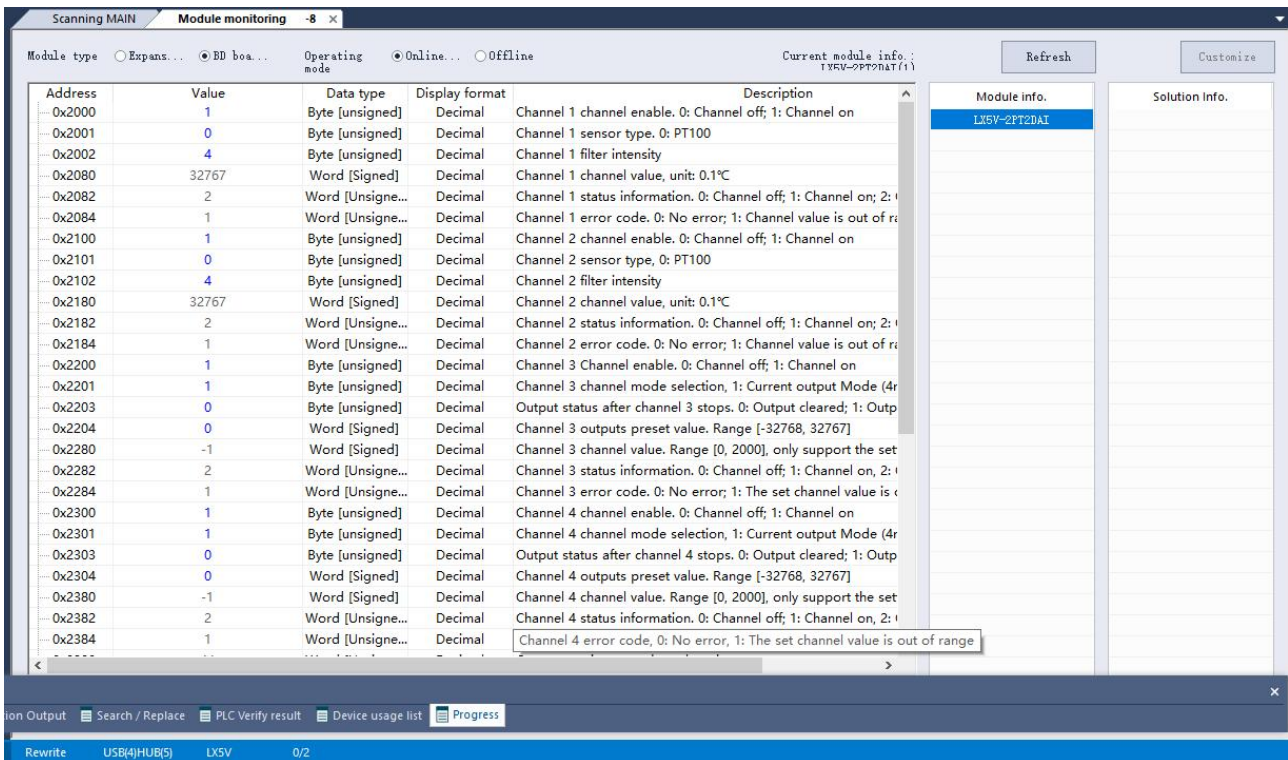 Scanning MAIN Module monitoring -8 ×
Module type Expans... BD boa... Operating mode Online... Offline Current module info.: LX5V-2PT2DAI(1) Refresh Customize
Address Value Data type Display format Description
0x2000 1 Byte [unsigned] Decimal Channel 1 channel enable. 0: Channel off; 1: Channel on
0x2001 0 Byte [unsigned] Decimal Channel 1 sensor type. 0: PT100
0x2002 4 Byte [unsigned] Decimal Channel 1 filter intensity
0x2080 32767 Word [Signed] Decimal Channel 1 channel value, unit: 0.1℃
0x2082 2 Word [Unsigne... Decimal Channel 1 status information. 0: Channel off; 1: Channel on; 2:
0x2084 1 Word [Unsigne... Decimal Channel 1 error code. 0: No error; 1: Channel value is out of ra
0x2100 1 Byte [unsigned] Decimal Channel 2 channel enable. 0: Channel off; 1: Channel on
0x2101 0 Byte [unsigned] Decimal Channel 2 sensor type, 0: PT100
0x2102 4 Byte [unsigned] Decimal Channel 2 filter intensity
0x2180 32767 Word [Signed] Decimal Channel 2 channel value, unit: 0.1℃
0x2182 2 Word [Unsigne... Decimal Channel 2 status information. 0: Channel off; 1: Channel on; 2:
0x2184 1 Word [Unsigne... Decimal Channel 2 error code. 0: No error; 1: Channel value is out of ra
0x2200 1 Byte [unsigned] Decimal Channel 3 Channel enable. 0: Channel off; 1: Channel on
0x2201 1 Byte [unsigned] Decimal Channel 3 channel mode selection, 1: Current output Mode (4r
0x2203 0 Byte [unsigned] Decimal Output status after channel 3 stops. 0: Output cleared; 1: Outp
0x2204 0 Word [Signed] Decimal Channel 3 outputs preset value. Range [-32768, 32767]
0x2280 -1 Word [Signed] Decimal Channel 3 channel value. Range [0, 2000], only support the set
0x2282 2 Word [Unsigne... Decimal Channel 3 status information. 0: Channel off; 1: Channel on, 2:
0x2284 1 Word [Unsigne... Decimal Channel 3 error code. 0: No error; 1: The set channel value is
0x2300 1 Byte [unsigned] Decimal Channel 4 channel enable. 0: Channel off; 1: Channel on
0x2301 1 Byte [unsigned] Decimal Channel 4 channel mode selection, 1: Current output Mode (4r
0x2303 0 Byte [unsigned] Decimal Output status after channel 4 stops. 0: Output cleared; 1: Outp
0x2304 0 Word [Signed] Decimal Channel 4 outputs preset value. Range [-32768, 32767]
0x2380 -1 Word [Signed] Decimal Channel 4 channel value. Range [0, 2000], only support the set
0x2382 2 Word [Unsigne... Decimal Channel 4 status information. 0: Channel off; 1: Channel on, 2:
0x2384 1 Word [Unsigne... Decimal Channel 4 error code, 0: No error, 1: The set channel value is out of range
Module info.
LX5V-2PT2DAI
Solution Info.
ion Output Search / Replace PLC Verify result Device usage list Progress
Rewrite USB(4)HUB(5) LX5V 0/2